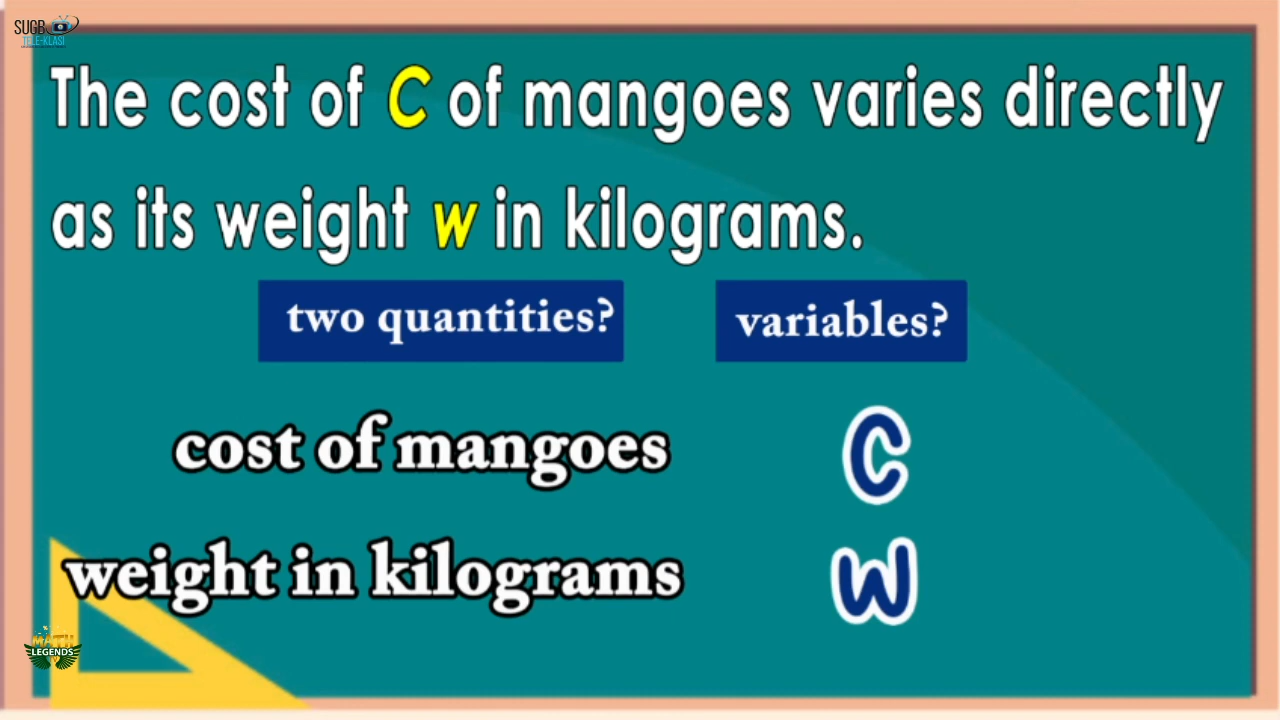 SUGB
TELE-KLASI
The cost of C of mangoes varies directly
as its weight w in kilograms.
two quantities? variables?
cost of mangoes C
weight in kilograms w
MATH
LEGENDS